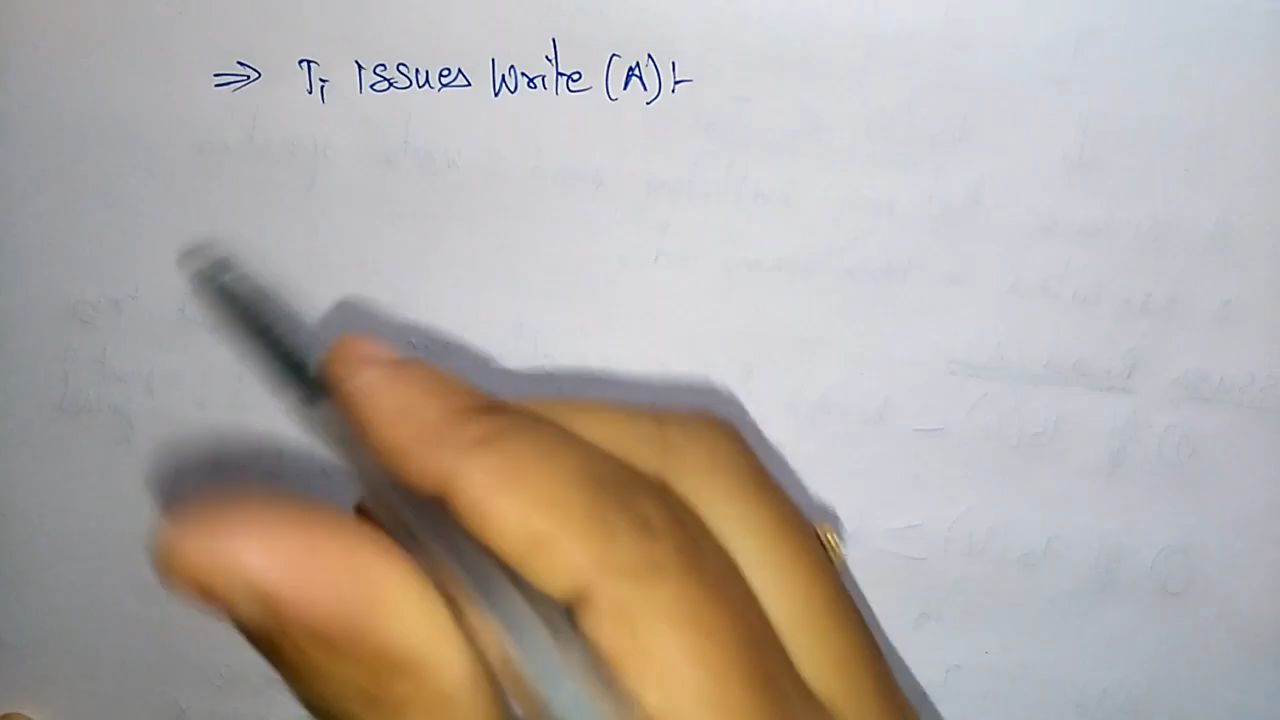 ⇒ Ti issues Write (A):-